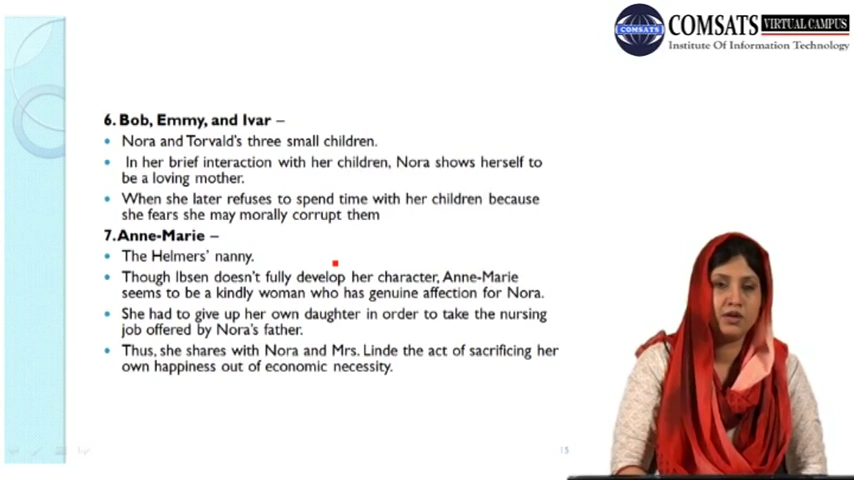 COMSATS
COMSATS VIRTUAL CAMPUS
Institute Of Information Technology
6. Bob, Emmy, and Ivar –
• Nora and Torvald's three small children.
• In her brief interaction with her children, Nora shows herself to
be a loving mother.
• When she later refuses to spend time with her children because
she fears she may morally corrupt them
7. Anne-Marie –
• The Helmers' nanny.
• Though Ibsen doesn't fully develop her character, Anne-Marie
seems to be a kindly woman who has genuine affection for Nora.
• She had to give up her own daughter in order to take the nursing
job offered by Nora's father.
• Thus, she shares with Nora and Mrs. Linde the act of sacrificing her
own happiness out of economic necessity.
15